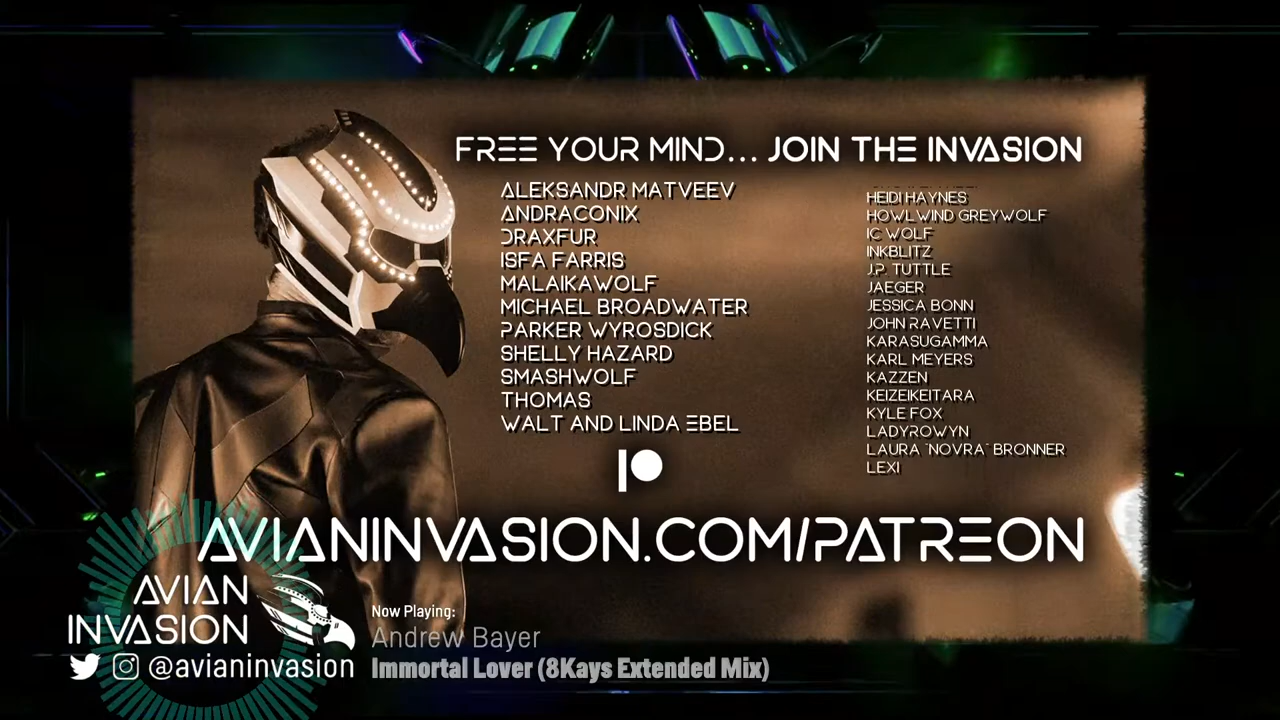 FREE YOUR MIND... JOIN THE INVASION
ALEKSANDR MATVEEV
ANDRACONIX
DRAXFUR
ISFA FARRIS
MALAIKAWOLF
MICHAEL BROADWATER
PARKER WYROSDICK
SHELLY HAZARD
SMASHWOLF
THOMAS
WALT AND LINDA EBEL
HEIDI HAYNES
HOWLWIND GREYWOLF
IC WOLF
INKBLITZ
J.P. TUTTLE
JAEGER
JESSICA BONN
JOHN RAVETTI
KARASUGAMMA
KARL MEYERS
KAZZEN
KEIZEIKEITARA
KYLE FOX
LADYROWYN
LAURA "NOVRA" BRONNER
LEXI
AVIANINVASION.COM/PATREON
AVIAN
INVASION
@avianinvasion
Now Playing:
Andrew Bayer
Immortal Lover (8Kays Extended Mix)